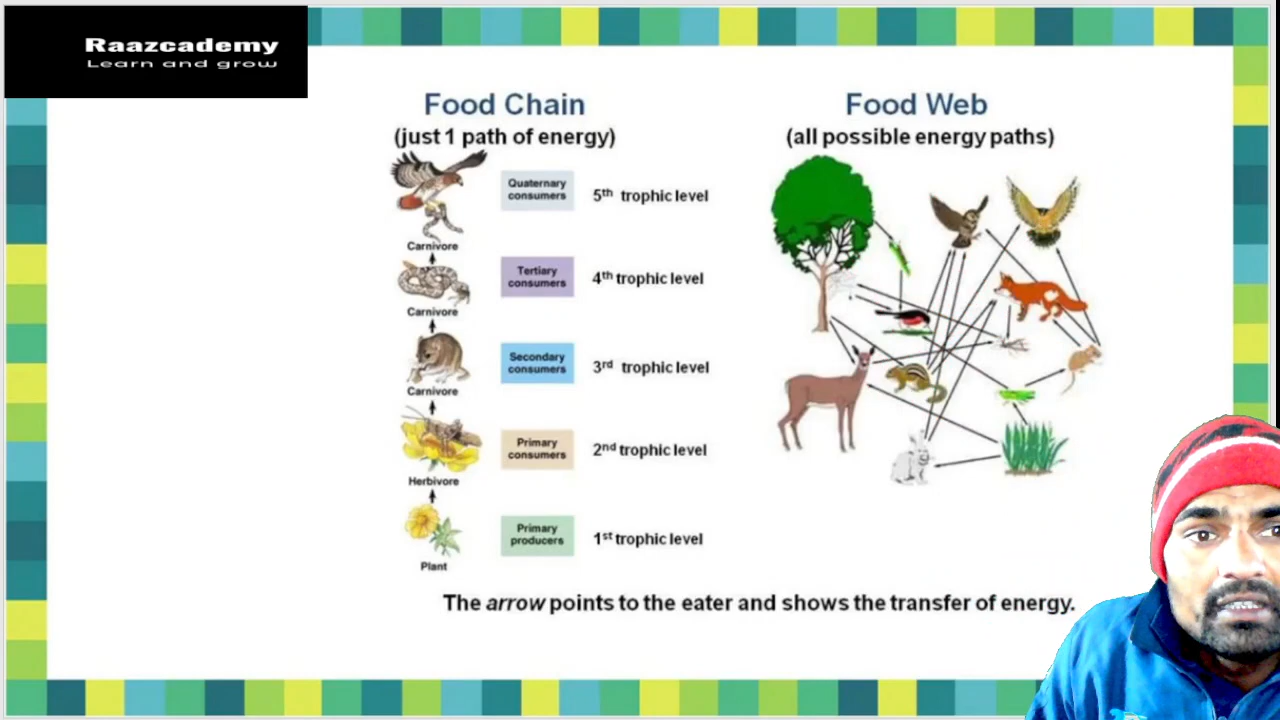 Raazcademy
Learn and grow
Food Chain
(just 1 path of energy)
Quaternary
consumers
5th trophic level
Carnivore
Tertiary
consumers
4th trophic level
Carnivore
Secondary
consumers
3rd trophic level
Carnivore
Primary
consumers
2nd trophic level
Herbivore
Primary
producers
1st trophic level
Plant
Food Web
(all possible energy paths)
The arrow points to the eater and shows the transfer of energy.